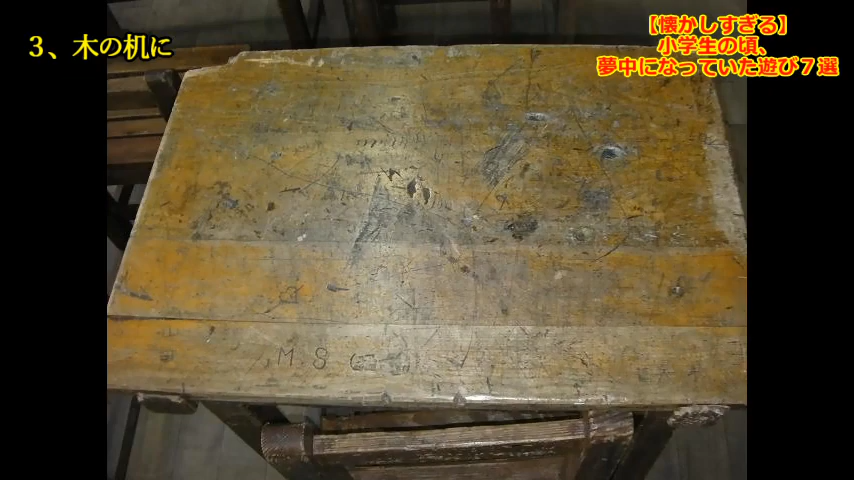 3、木の机に
【懐かしすぎる】
小学生の頃、
夢中になっていた遊び7選
M.S